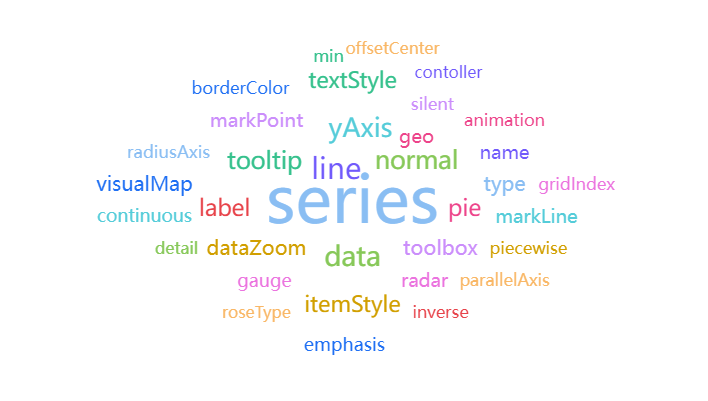 offsetCenter
min
contoller
textStyle
borderColor
silent
markPoint
animation
yAxis
geo
radiusAxis
tooltip
line
normal
name
visualMap
type
gridIndex
series
continuous
label
pie
markLine
detail
dataZoom
data
toolbox
piecewise
gauge
radar
parallelAxis
roseType
itemStyle
inverse
emphasis